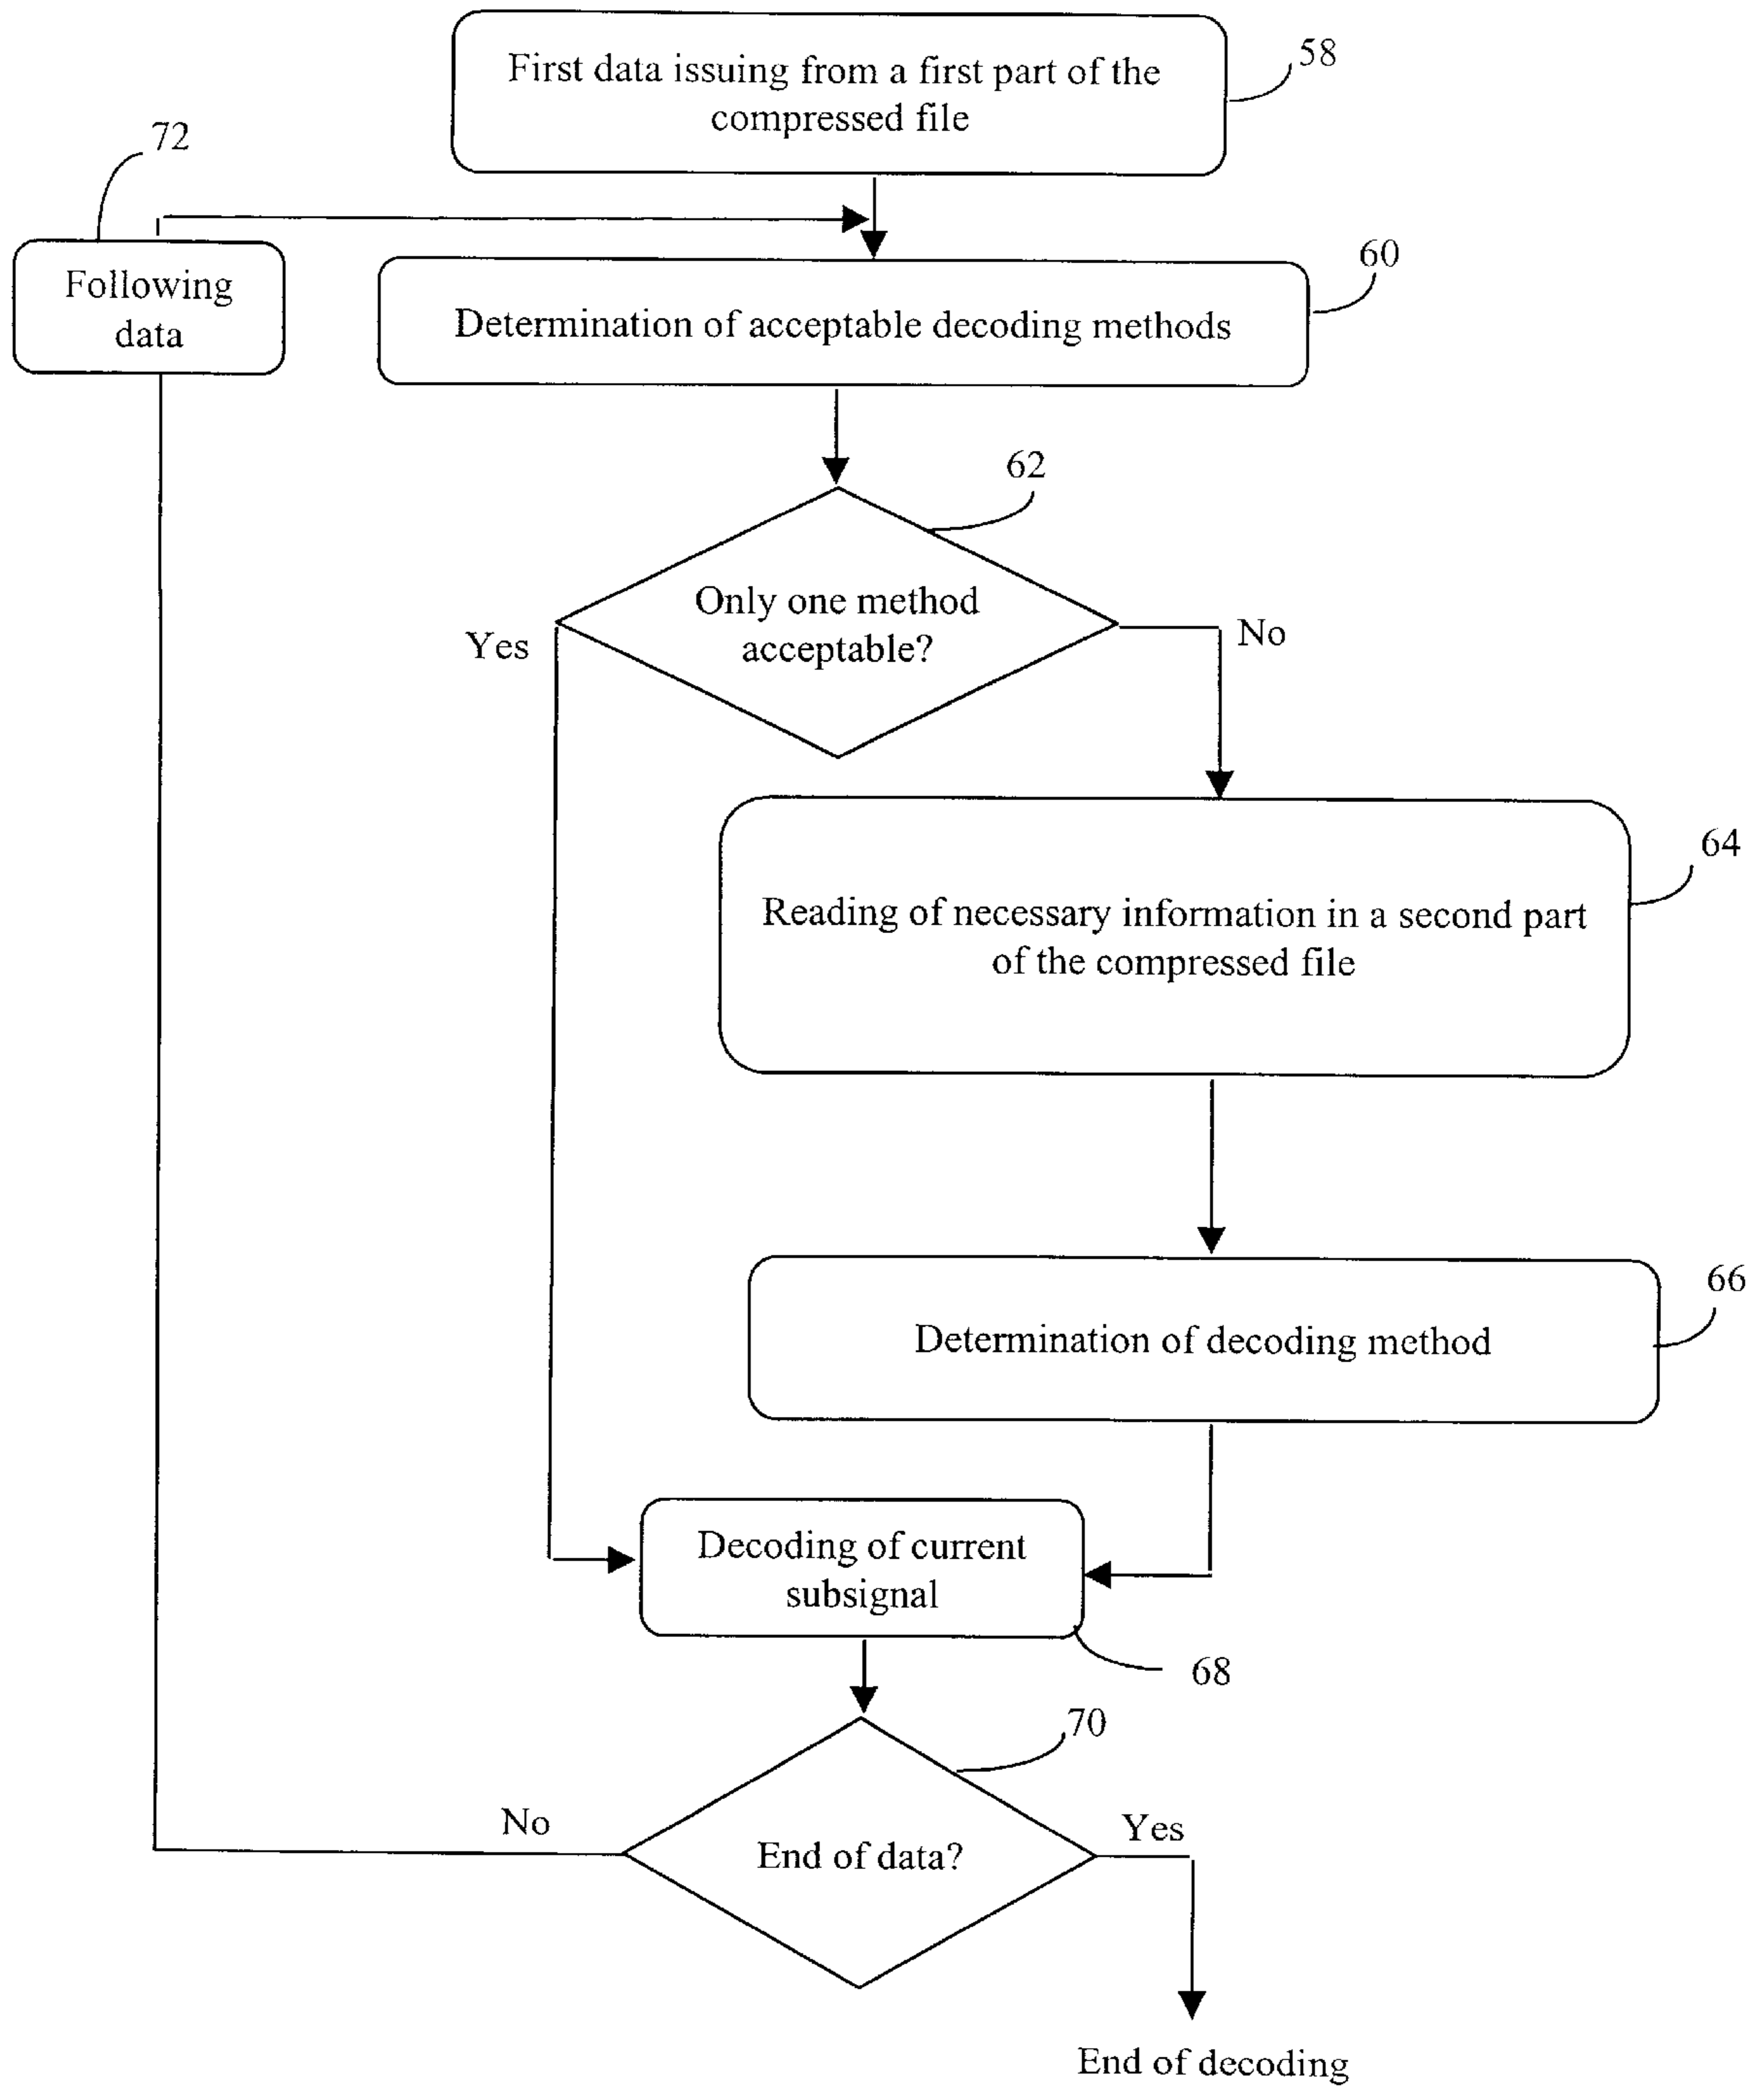 First data issuing from a first part of the
compressed file
58
72
Following
data
60
Determination of acceptable decoding methods
62
Only one method
acceptable?
Yes
No
64
Reading of necessary information in a second part
of the compressed file
66
Determination of decoding method
Decoding of current
subsignal
68
70
No
Yes
End of data?
End of decoding